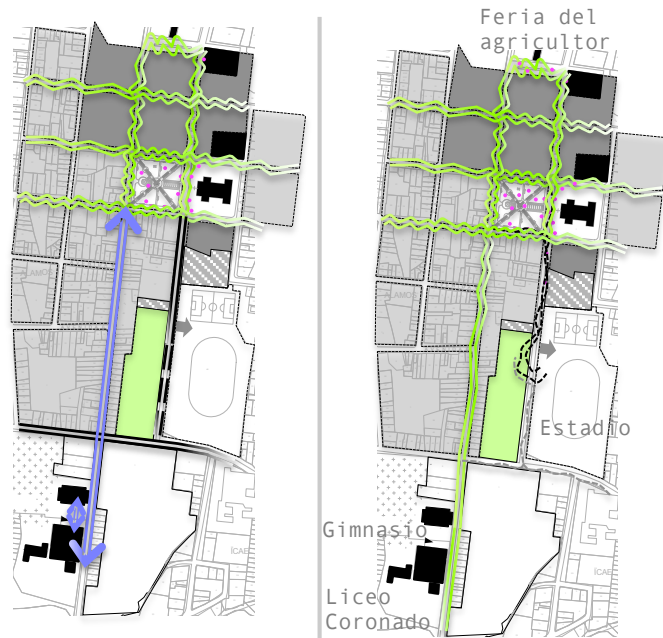 Feria del
agricultor
Estadio
Gimnasio
Liceo
Coronado